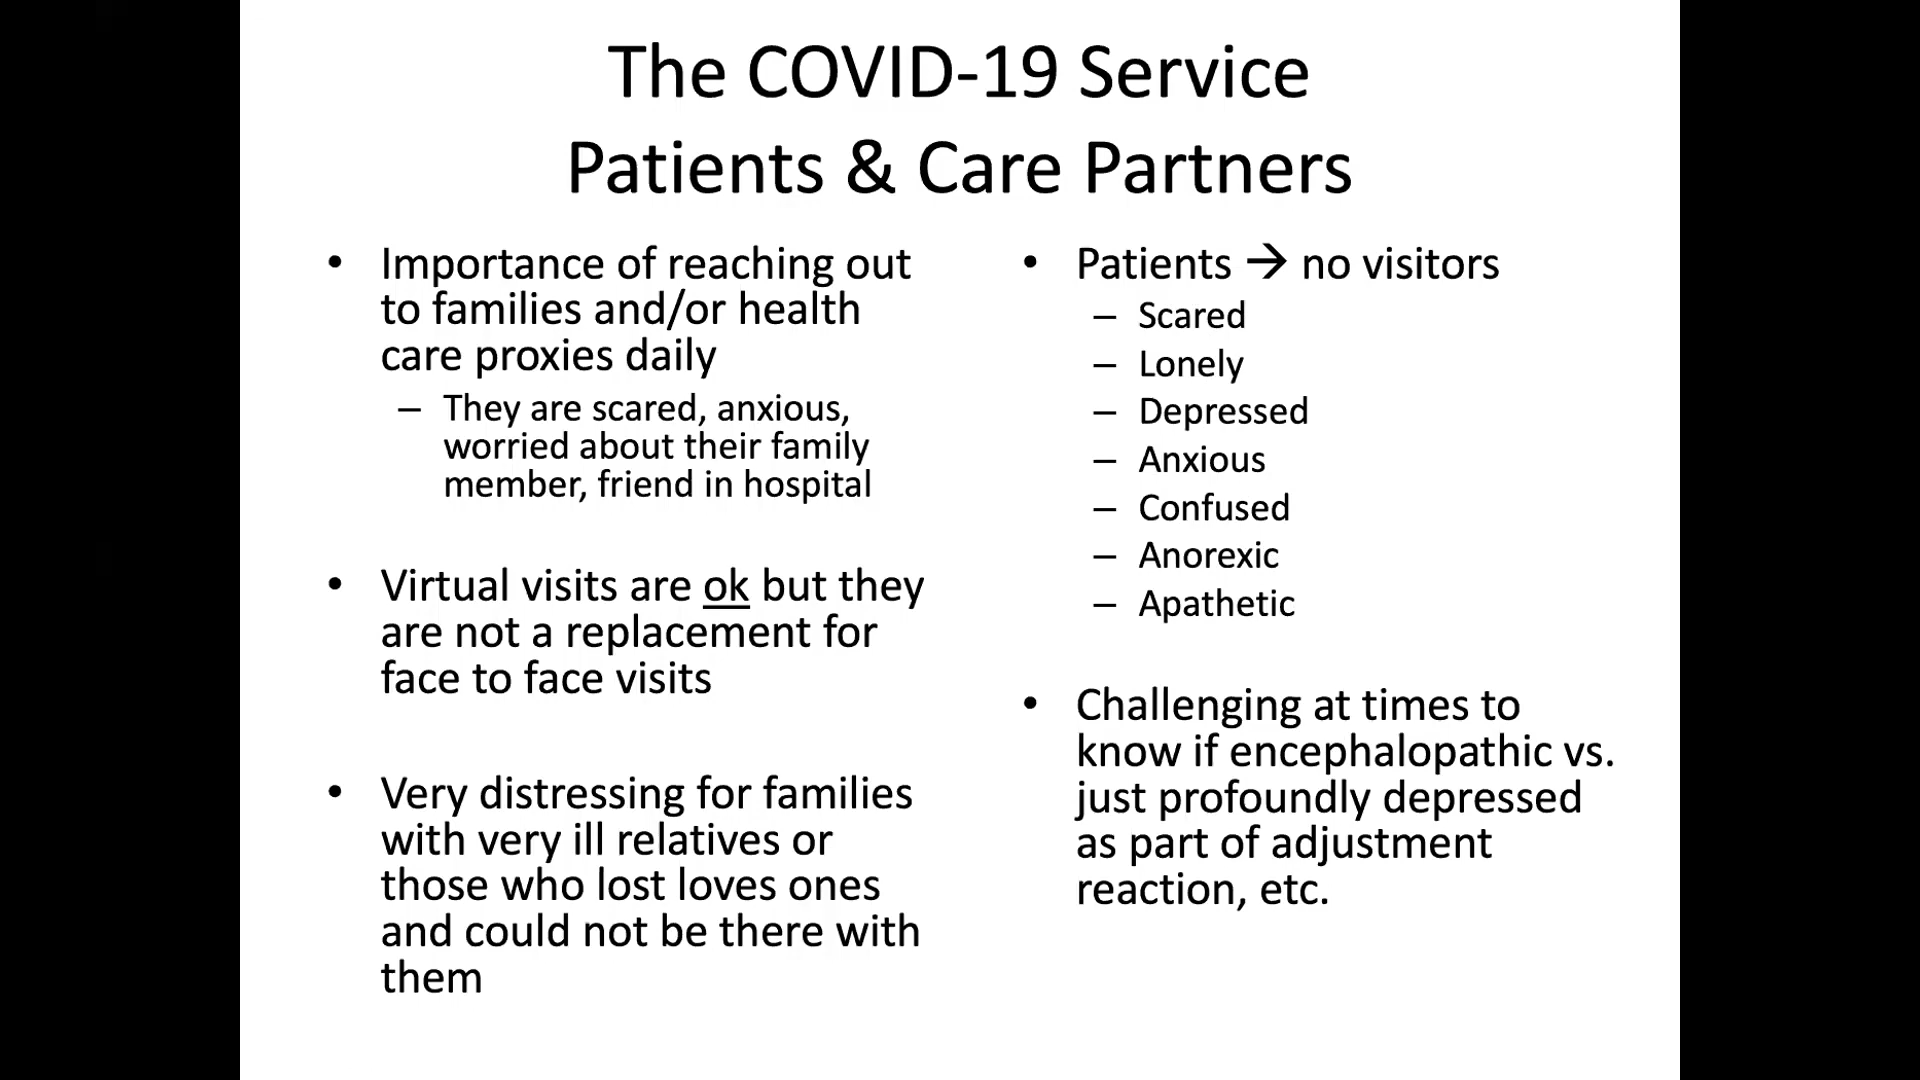 The COVID-19 Service
Patients & Care Partners
• Importance of reaching out
to families and/or health
care proxies daily
– They are scared, anxious,
worried about their family
member, friend in hospital
• Virtual visits are ok but they
are not a replacement for
face to face visits
• Very distressing for families
with very ill relatives or
those who lost loves ones
and could not be there with
them
• Patients → no visitors
– Scared
– Lonely
– Depressed
– Anxious
– Confused
– Anorexic
– Apathetic
• Challenging at times to
know if encephalopathic vs.
just profoundly depressed
as part of adjustment
reaction, etc.